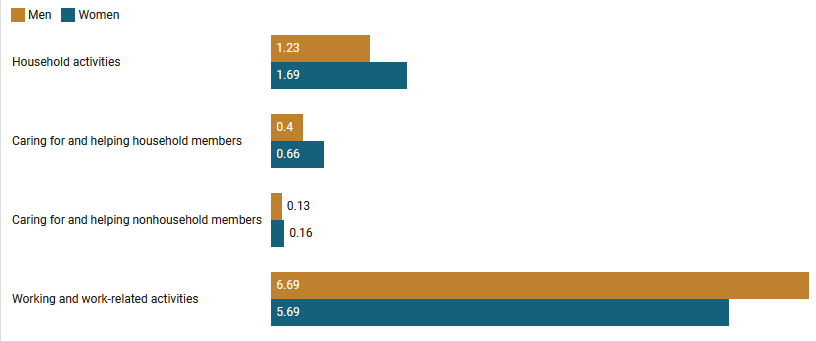 Men Women
Household activities
1.23
1.69
Caring for and helping household members
0.4
0.66
Caring for and helping nonhousehold members
0.13
0.16
Working and work-related activities
6.69
5.69